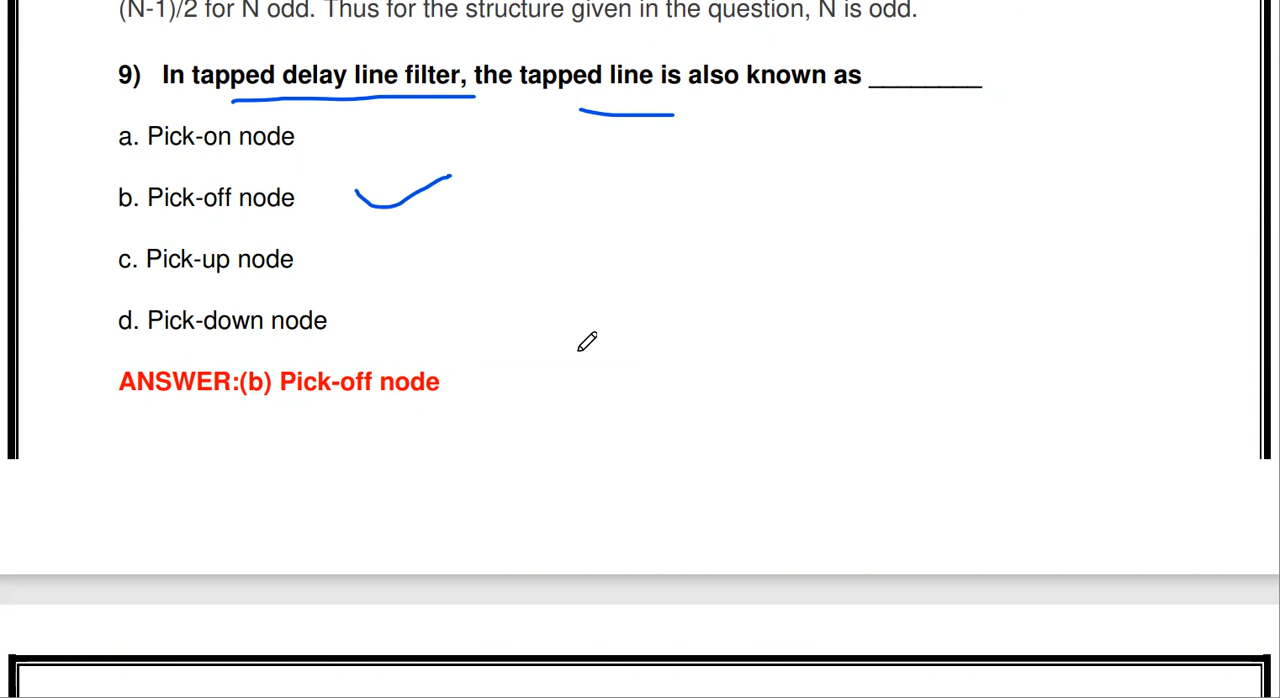 (N-1)/2 for N odd. Thus for the structure given in the question, N is odd.
9) In tapped delay line filter, the tapped line is also known as ________
a. Pick-on node
b. Pick-off node
c. Pick-up node
d. Pick-down node
ANSWER:(b) Pick-off node